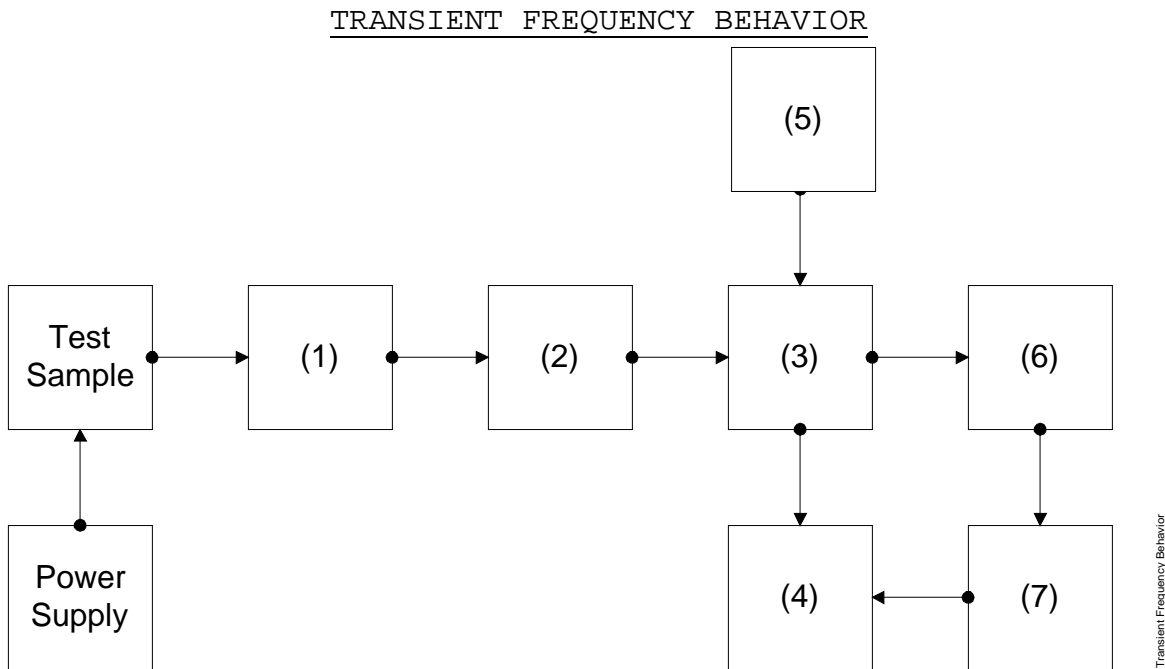 TRANSIENT FREQUENCY BEHAVIOR
(5)
Test
Sample
(1)
(2)
(3)
(6)
Power
Supply
(4)
(7)
Transient Frequency Behavior